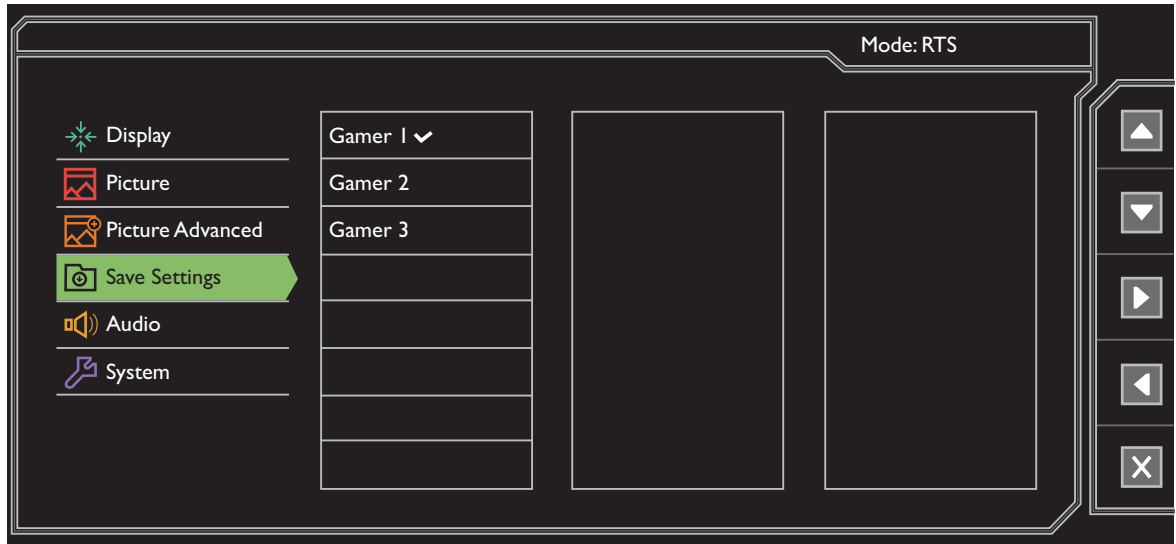 Mode: RTS
Display
Picture
Picture Advanced
Save Settings
Audio
System
Gamer 1
Gamer 2
Gamer 3